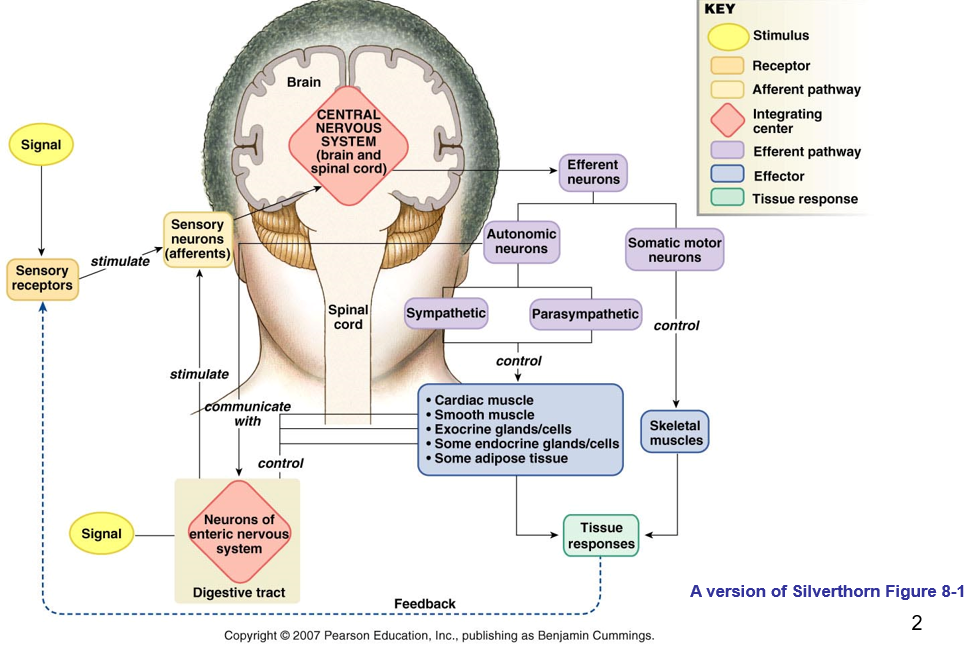 KEY
Stimulus
Receptor
Afferent pathway
Integrating
center
Efferent pathway
Effector
Tissue response
Brain
CENTRAL
NERVOUS
SYSTEM
(brain and
spinal cord)
Signal
Efferent
neurons
Sensory
neurons
(afferents)
Autonomic
neurons
Somatic motor
neurons
stimulate
Sensory
receptors
Spinal
cord
Sympathetic
Parasympathetic
control
control
stimulate
communicate
with
• Cardiac muscle
• Smooth muscle
• Exocrine glands/cells
• Some endocrine glands/cells
• Some adipose tissue
Skeletal
muscles
control
Signal
Neurons of
enteric nervous
system
Digestive tract
Tissue
responses
Feedback
A version of Silverthorn Figure 8-1
2
Copyright © 2007 Pearson Education, Inc., publishing as Benjamin Cummings.